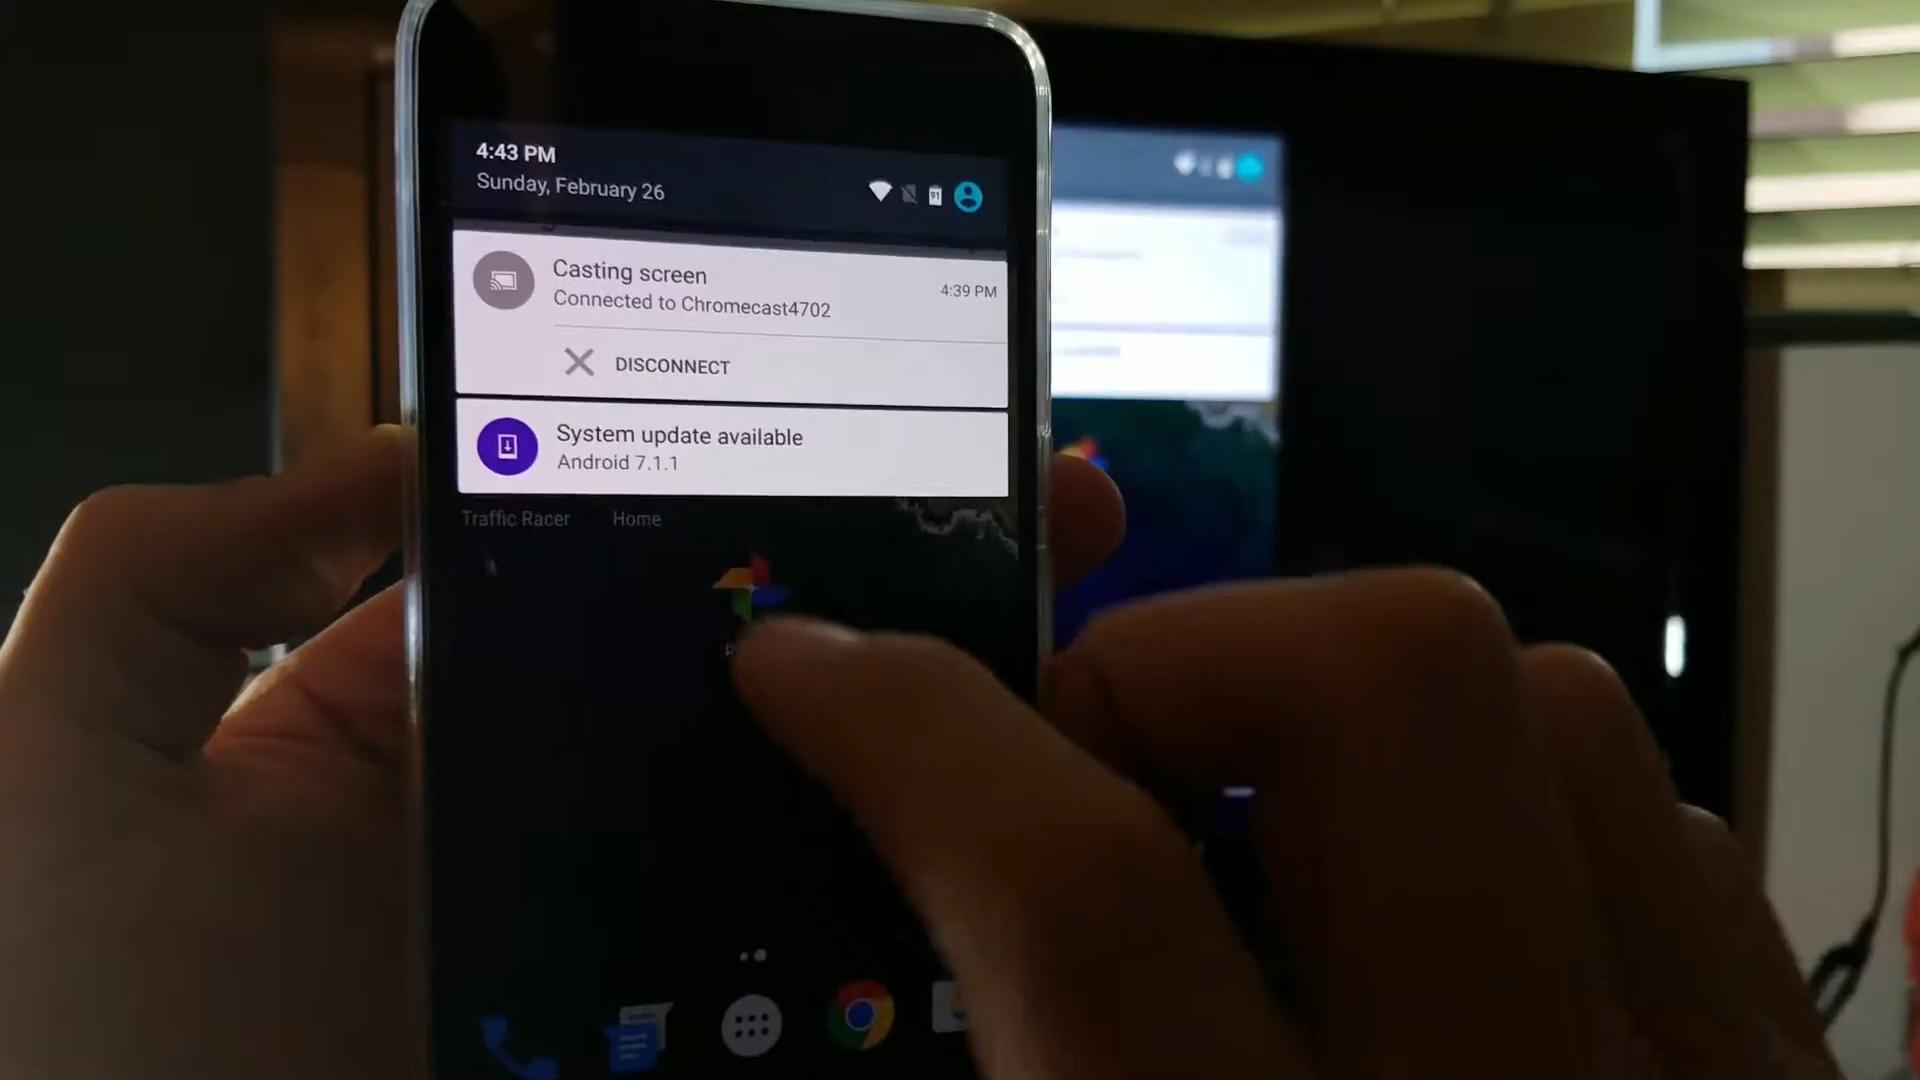 4:43 PM
Sunday, February 26
91
Casting screen
Connected to Chromecast4702
4:39 PM
DISCONNECT
System update available
Android 7.1.1
Traffic Racer
Home